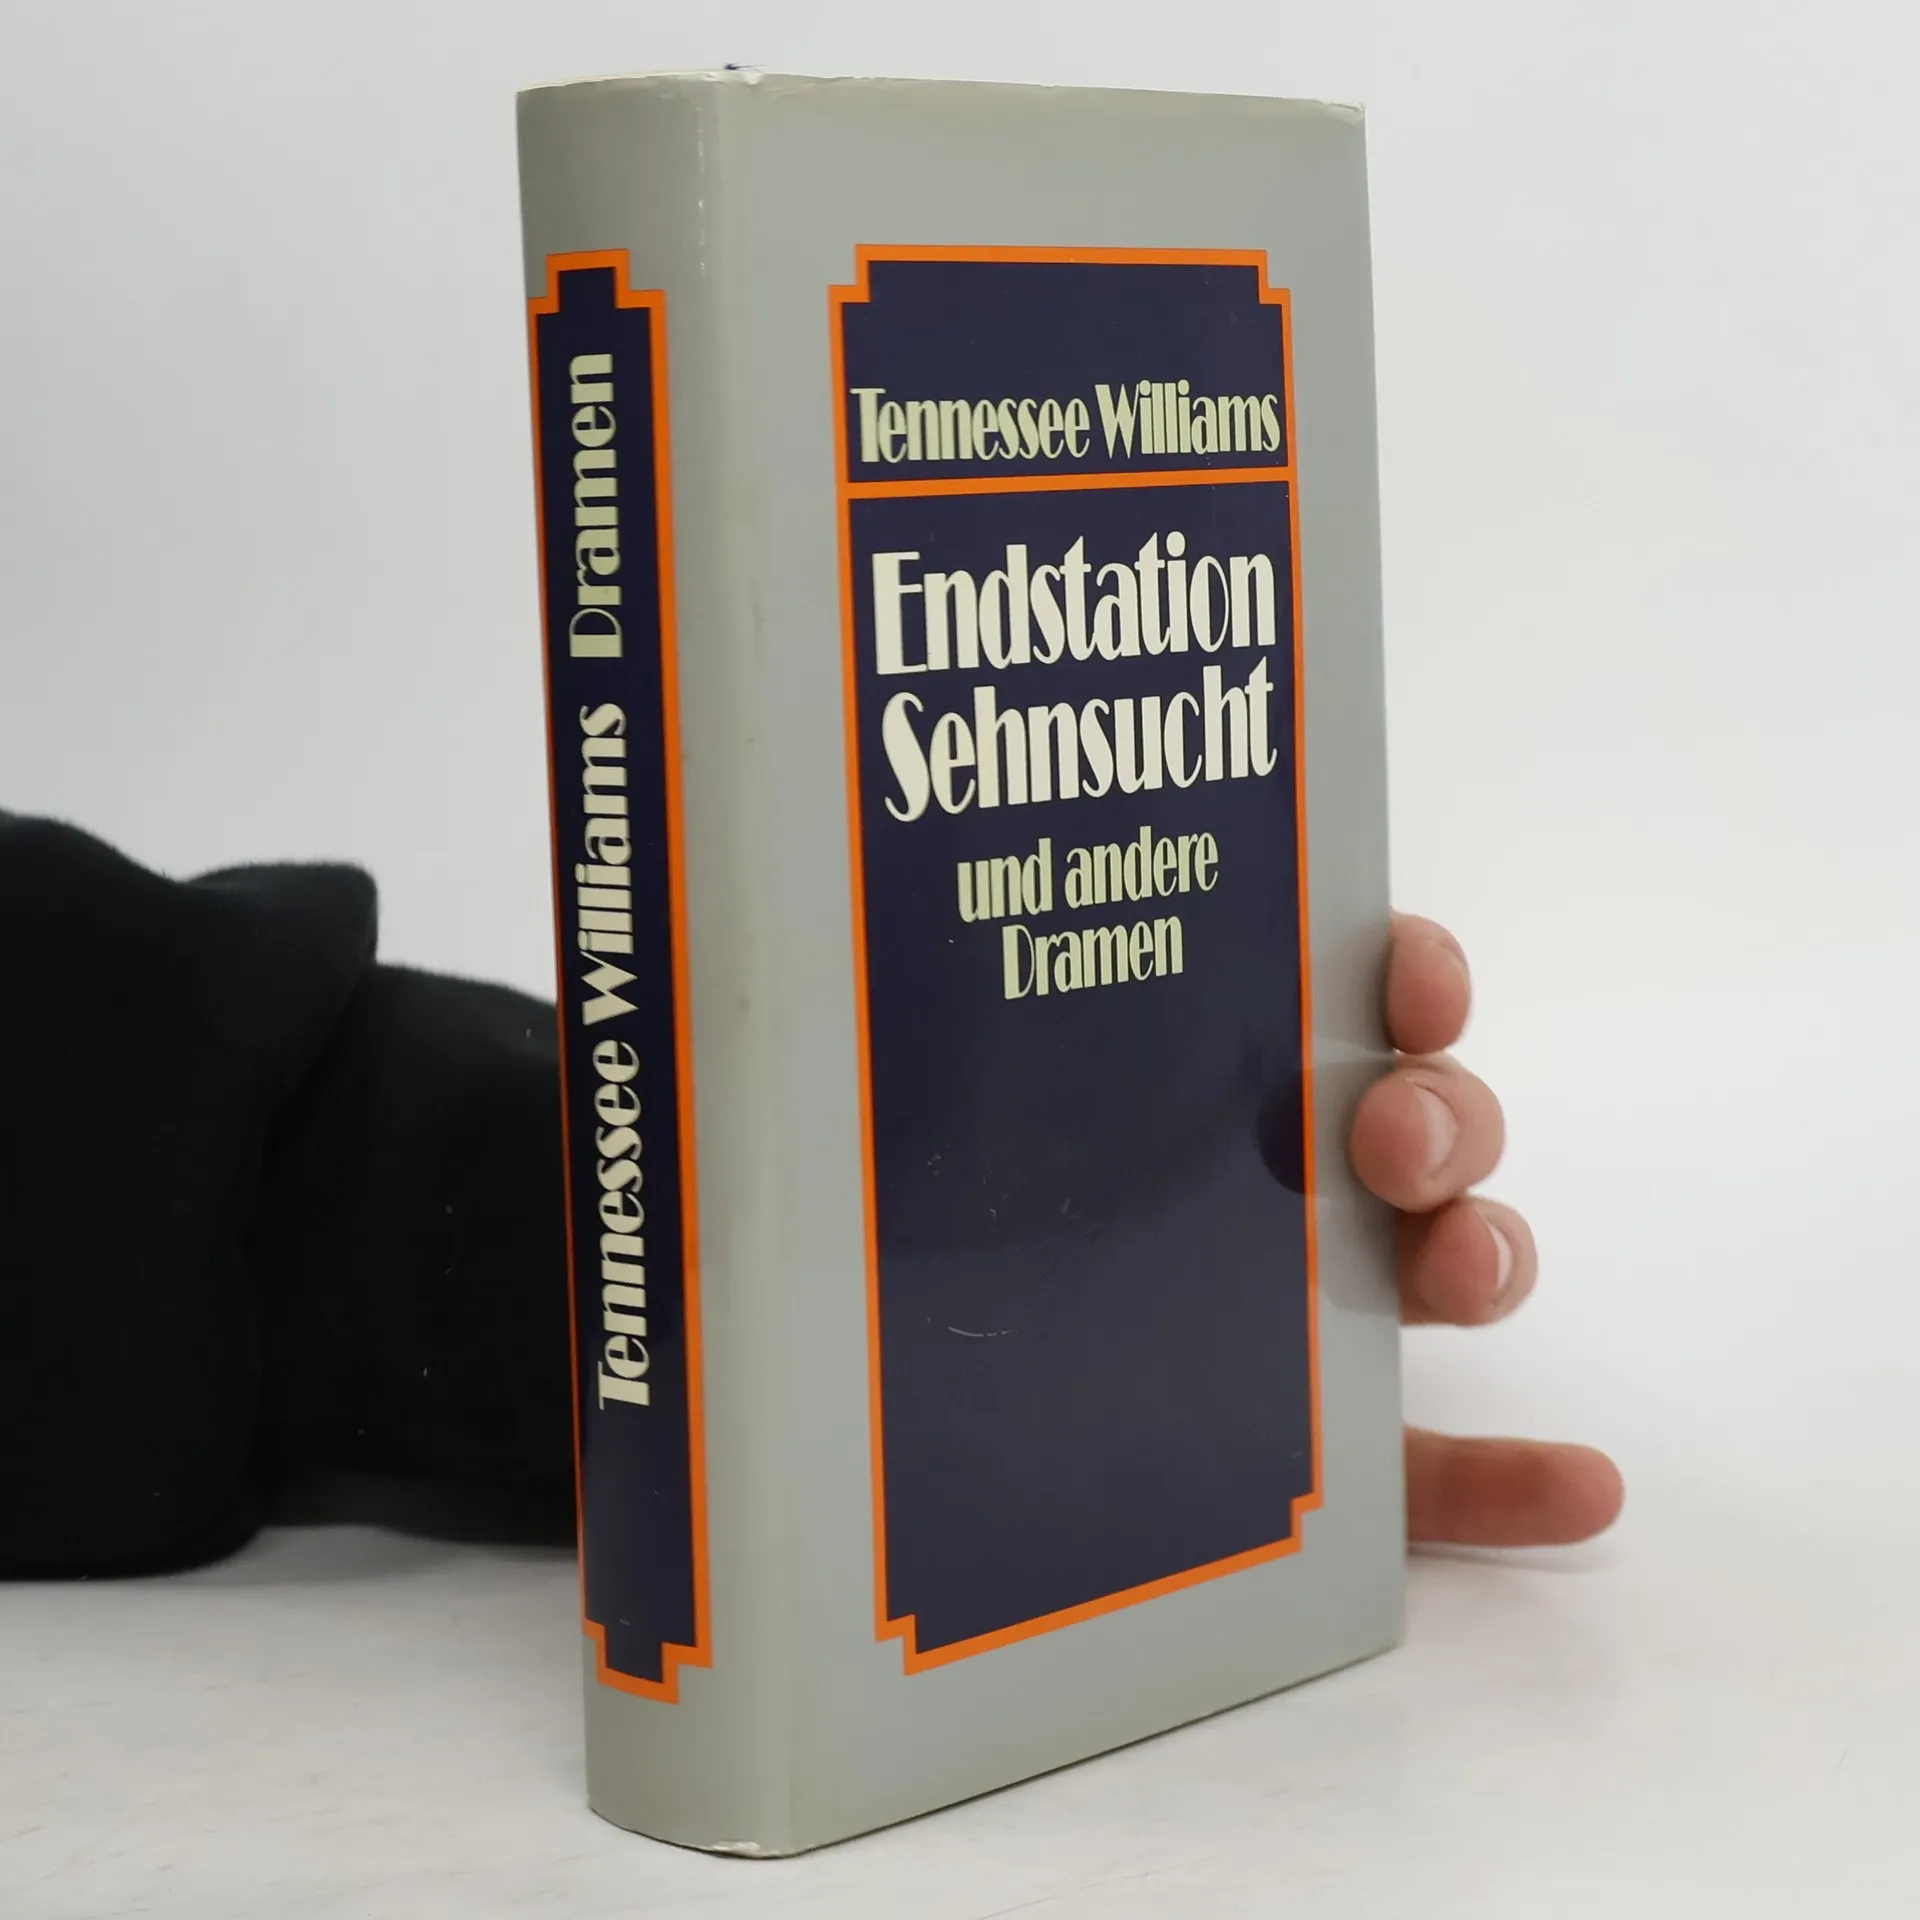 Tennessee Williams Dramen
Tennessee Williams
Endstation
Sehnsucht
und andere
Dramen